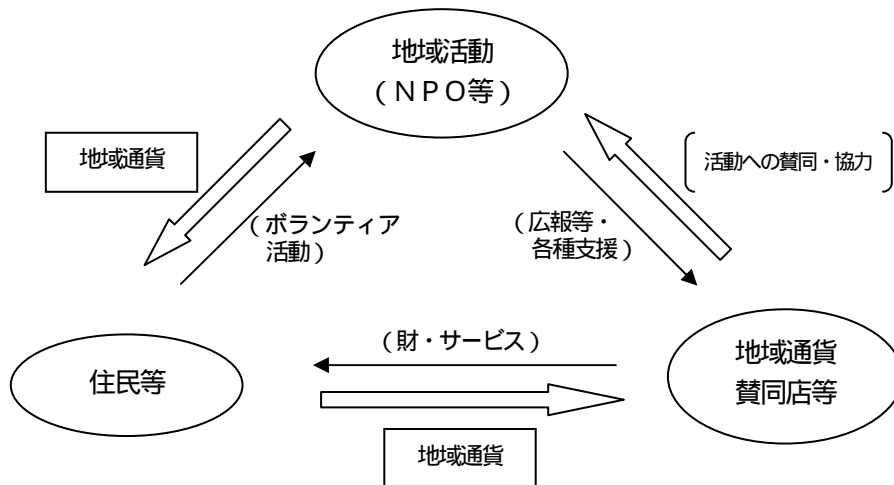 地域活動
（ＮＰＯ等）
地域通貨
活動への賛同・協力
（ボランティア
活動）
（広報等・
各種支援）
（財・サービス）
住民等
地域通貨
賛同店等
地域通貨